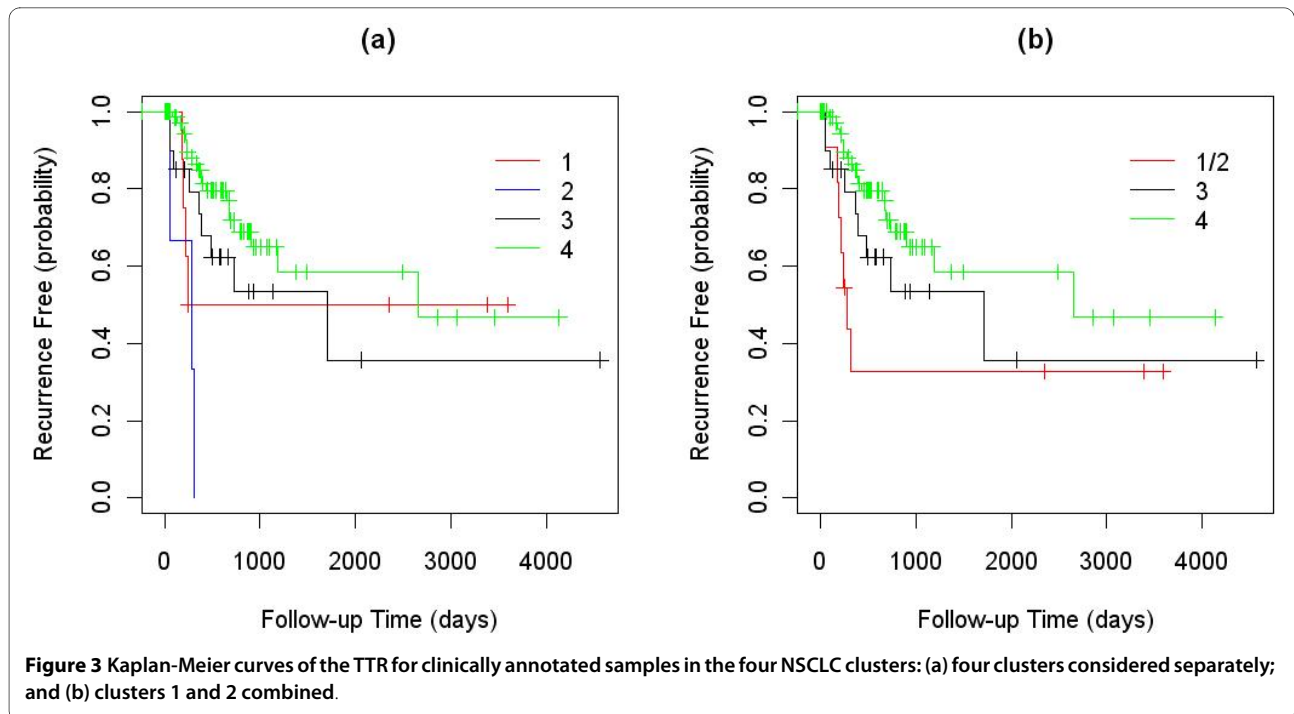 (a)
Recurrence Free (probability)
1.0
0.8
0.6
0.4
0.2
0.0
1
2
3
4
0 1000 2000 3000 4000
Follow-up Time (days)
(b)
Recurrence Free (probability)
1.0
0.8
0.6
0.4
0.2
0.0
1/2
3
4
0 1000 2000 3000 4000
Follow-up Time (days)
Figure 3 Kaplan-Meier curves of the TTR for clinically annotated samples in the four NSCLC clusters: (a) four clusters considered separately;
and (b) clusters 1 and 2 combined.